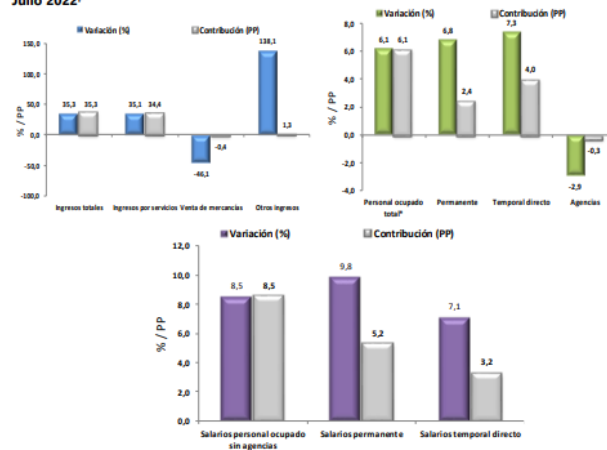 Julio 2022
Variación (%) Contribución (PP)
138,1
150,0
100,0
50,0
0,0
-50,0
-100,0
% / PP
35,3 35,3 35,1 34,4 -46,1 -0,4 1,3
Ingresos totales Ingresos por servicios Venta de mercancías Otros ingresos
Variación (%) Contribución (PP)
8,0
6,0
4,0
2,0
0,0
-2,0
-4,0
% / PP
6,1 6,1 6,8 2,4 7,3 4,0 -2,9 -0,3
Personal ocupado Permanente Temporal directo Agencias
total*
Variación (%) Contribución (PP)
12,0
10,0
8,0
6,0
4,0
2,0
0,0
% / PP
8,5 8,5 9,8 5,2 7,1 3,2
Salarios personal ocupado Salarios permanente Salarios temporal directo
sin agencias